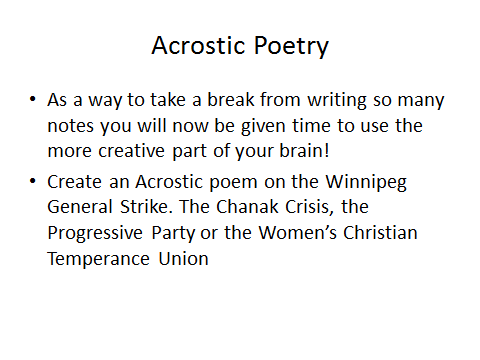 Acrostic Poetry
• As a way to take a break from writing so many
notes you will now be given time to use the
more creative part of your brain!
• Create an Acrostic poem on the Winnipeg
General Strike. The Chanak Crisis, the
Progressive Party or the Women’s Christian
Temperance Union